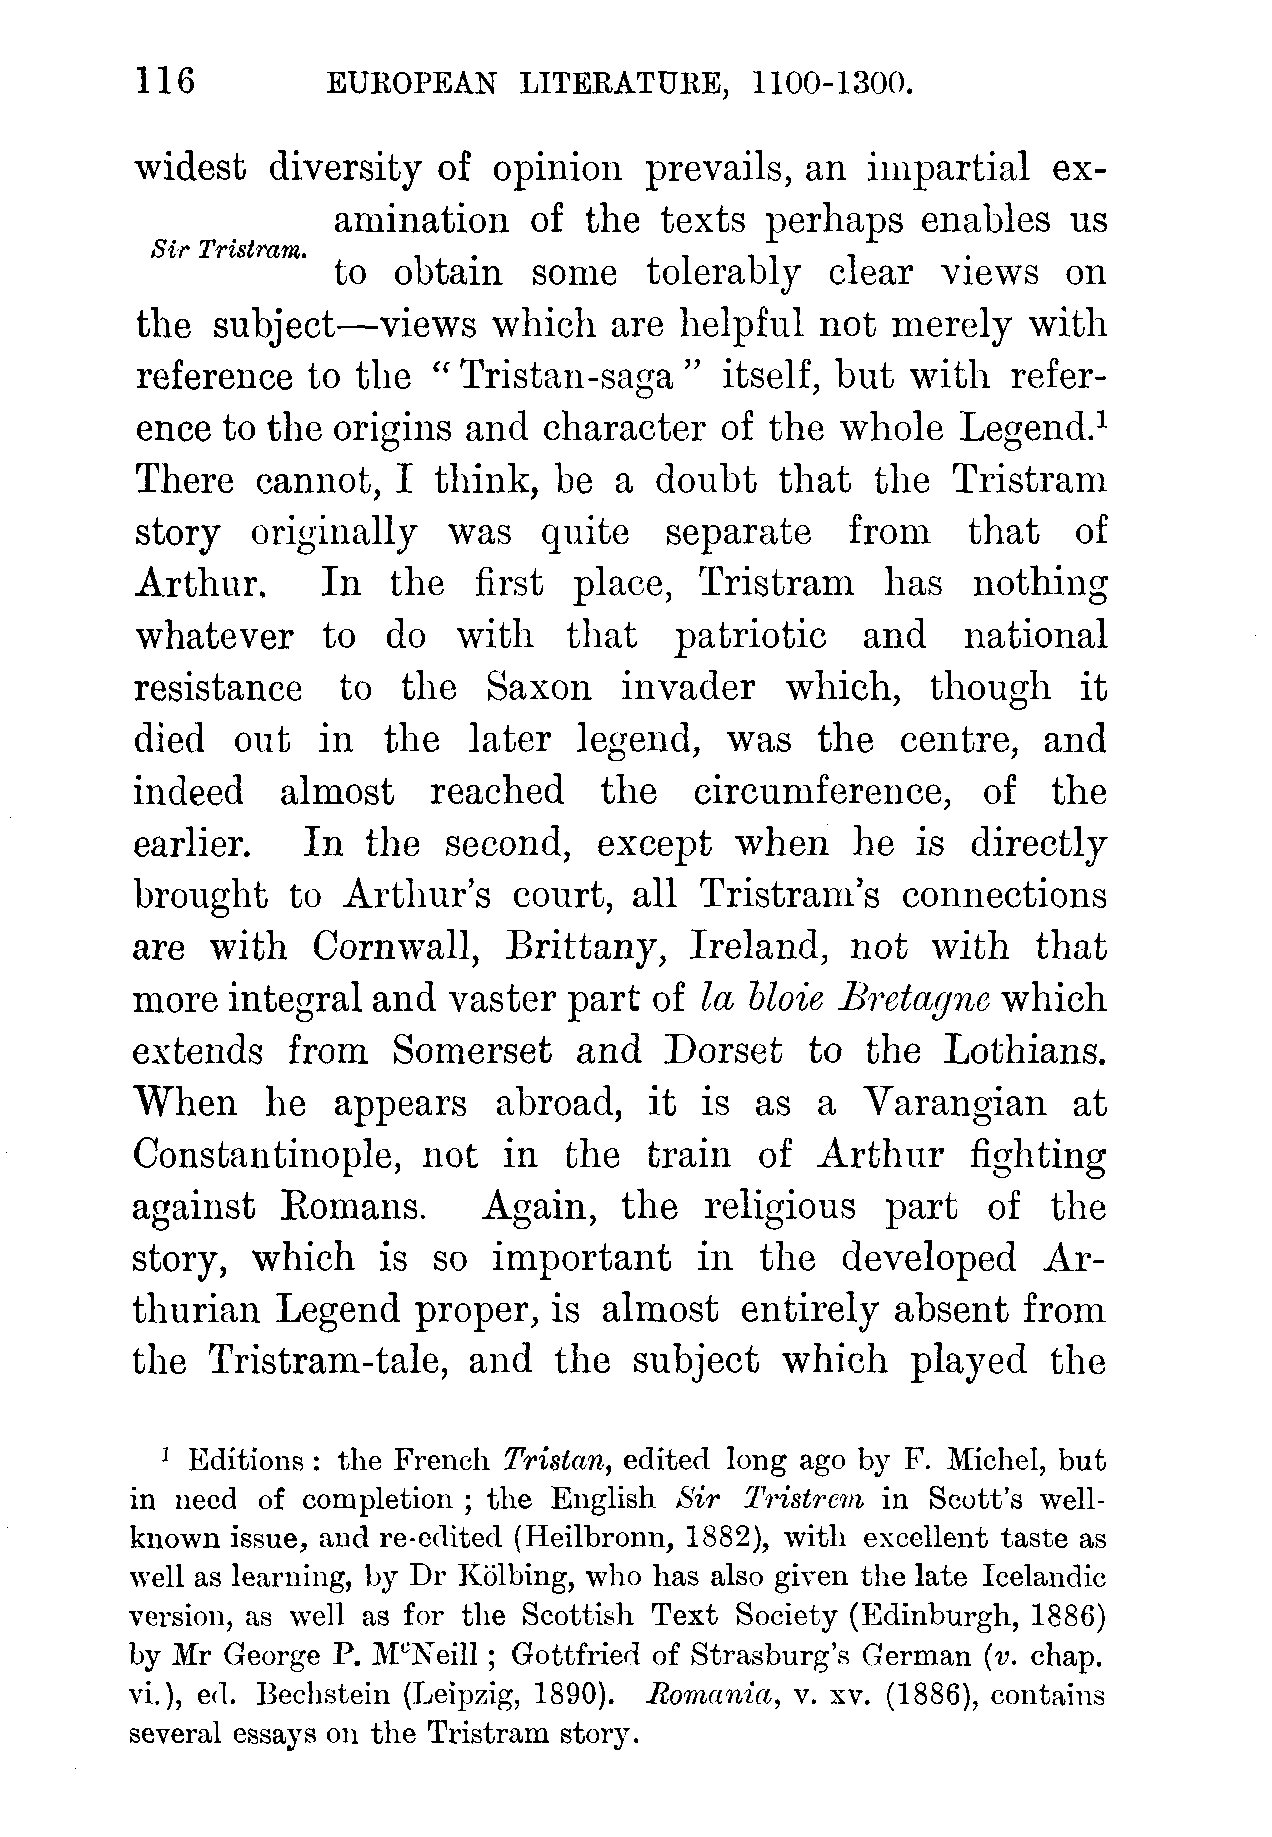 116 EUROPEAN LITERATURE, 1100-1300.
widest diversity of opinion prevails, an impartial ex-
amination of the texts perhaps enables us
Sir Tristram.
to obtain some tolerably clear views on
the subject—views which are helpful not merely with
reference to the “Tristan-saga” itself, but with refer-
ence to the origins and character of the whole Legend.¹
There cannot, I think, be a doubt that the Tristram
story originally was quite separate from that of
Arthur. In the first place, Tristram has nothing
whatever to do with that patriotic and national
resistance to the Saxon invader which, though it
died out in the later legend, was the centre, and
indeed almost reached the circumference, of the
earlier. In the second, except when he is directly
brought to Arthur's court, all Tristram's connections
are with Cornwall, Brittany, Ireland, not with that
more integral and vaster part of la bloie Bretagne which
extends from Somerset and Dorset to the Lothians.
When he appears abroad, it is as a Varangian at
Constantinople, not in the train of Arthur fighting
against Romans. Again, the religious part of the
story, which is so important in the developed Ar-
thurian Legend proper, is almost entirely absent from
the Tristram-tale, and the subject which played the
¹ Editions : the French Tristan, edited long ago by F. Michel, but
in need of completion ; the English Sir Tristrem in Scott's well-
known issue, and re-edited (Heilbronn, 1882), with excellent taste as
well as learning, by Dr Kölbing, who has also given the late Icelandic
version, as well as for the Scottish Text Society (Edinburgh, 1886)
by Mr George P. MᶜNeill ; Gottfried of Strasburg's German (v. chap.
vi.), ed. Bechstein (Leipzig, 1890). Romania, v. xv. (1886), contains
several essays on the Tristram story.